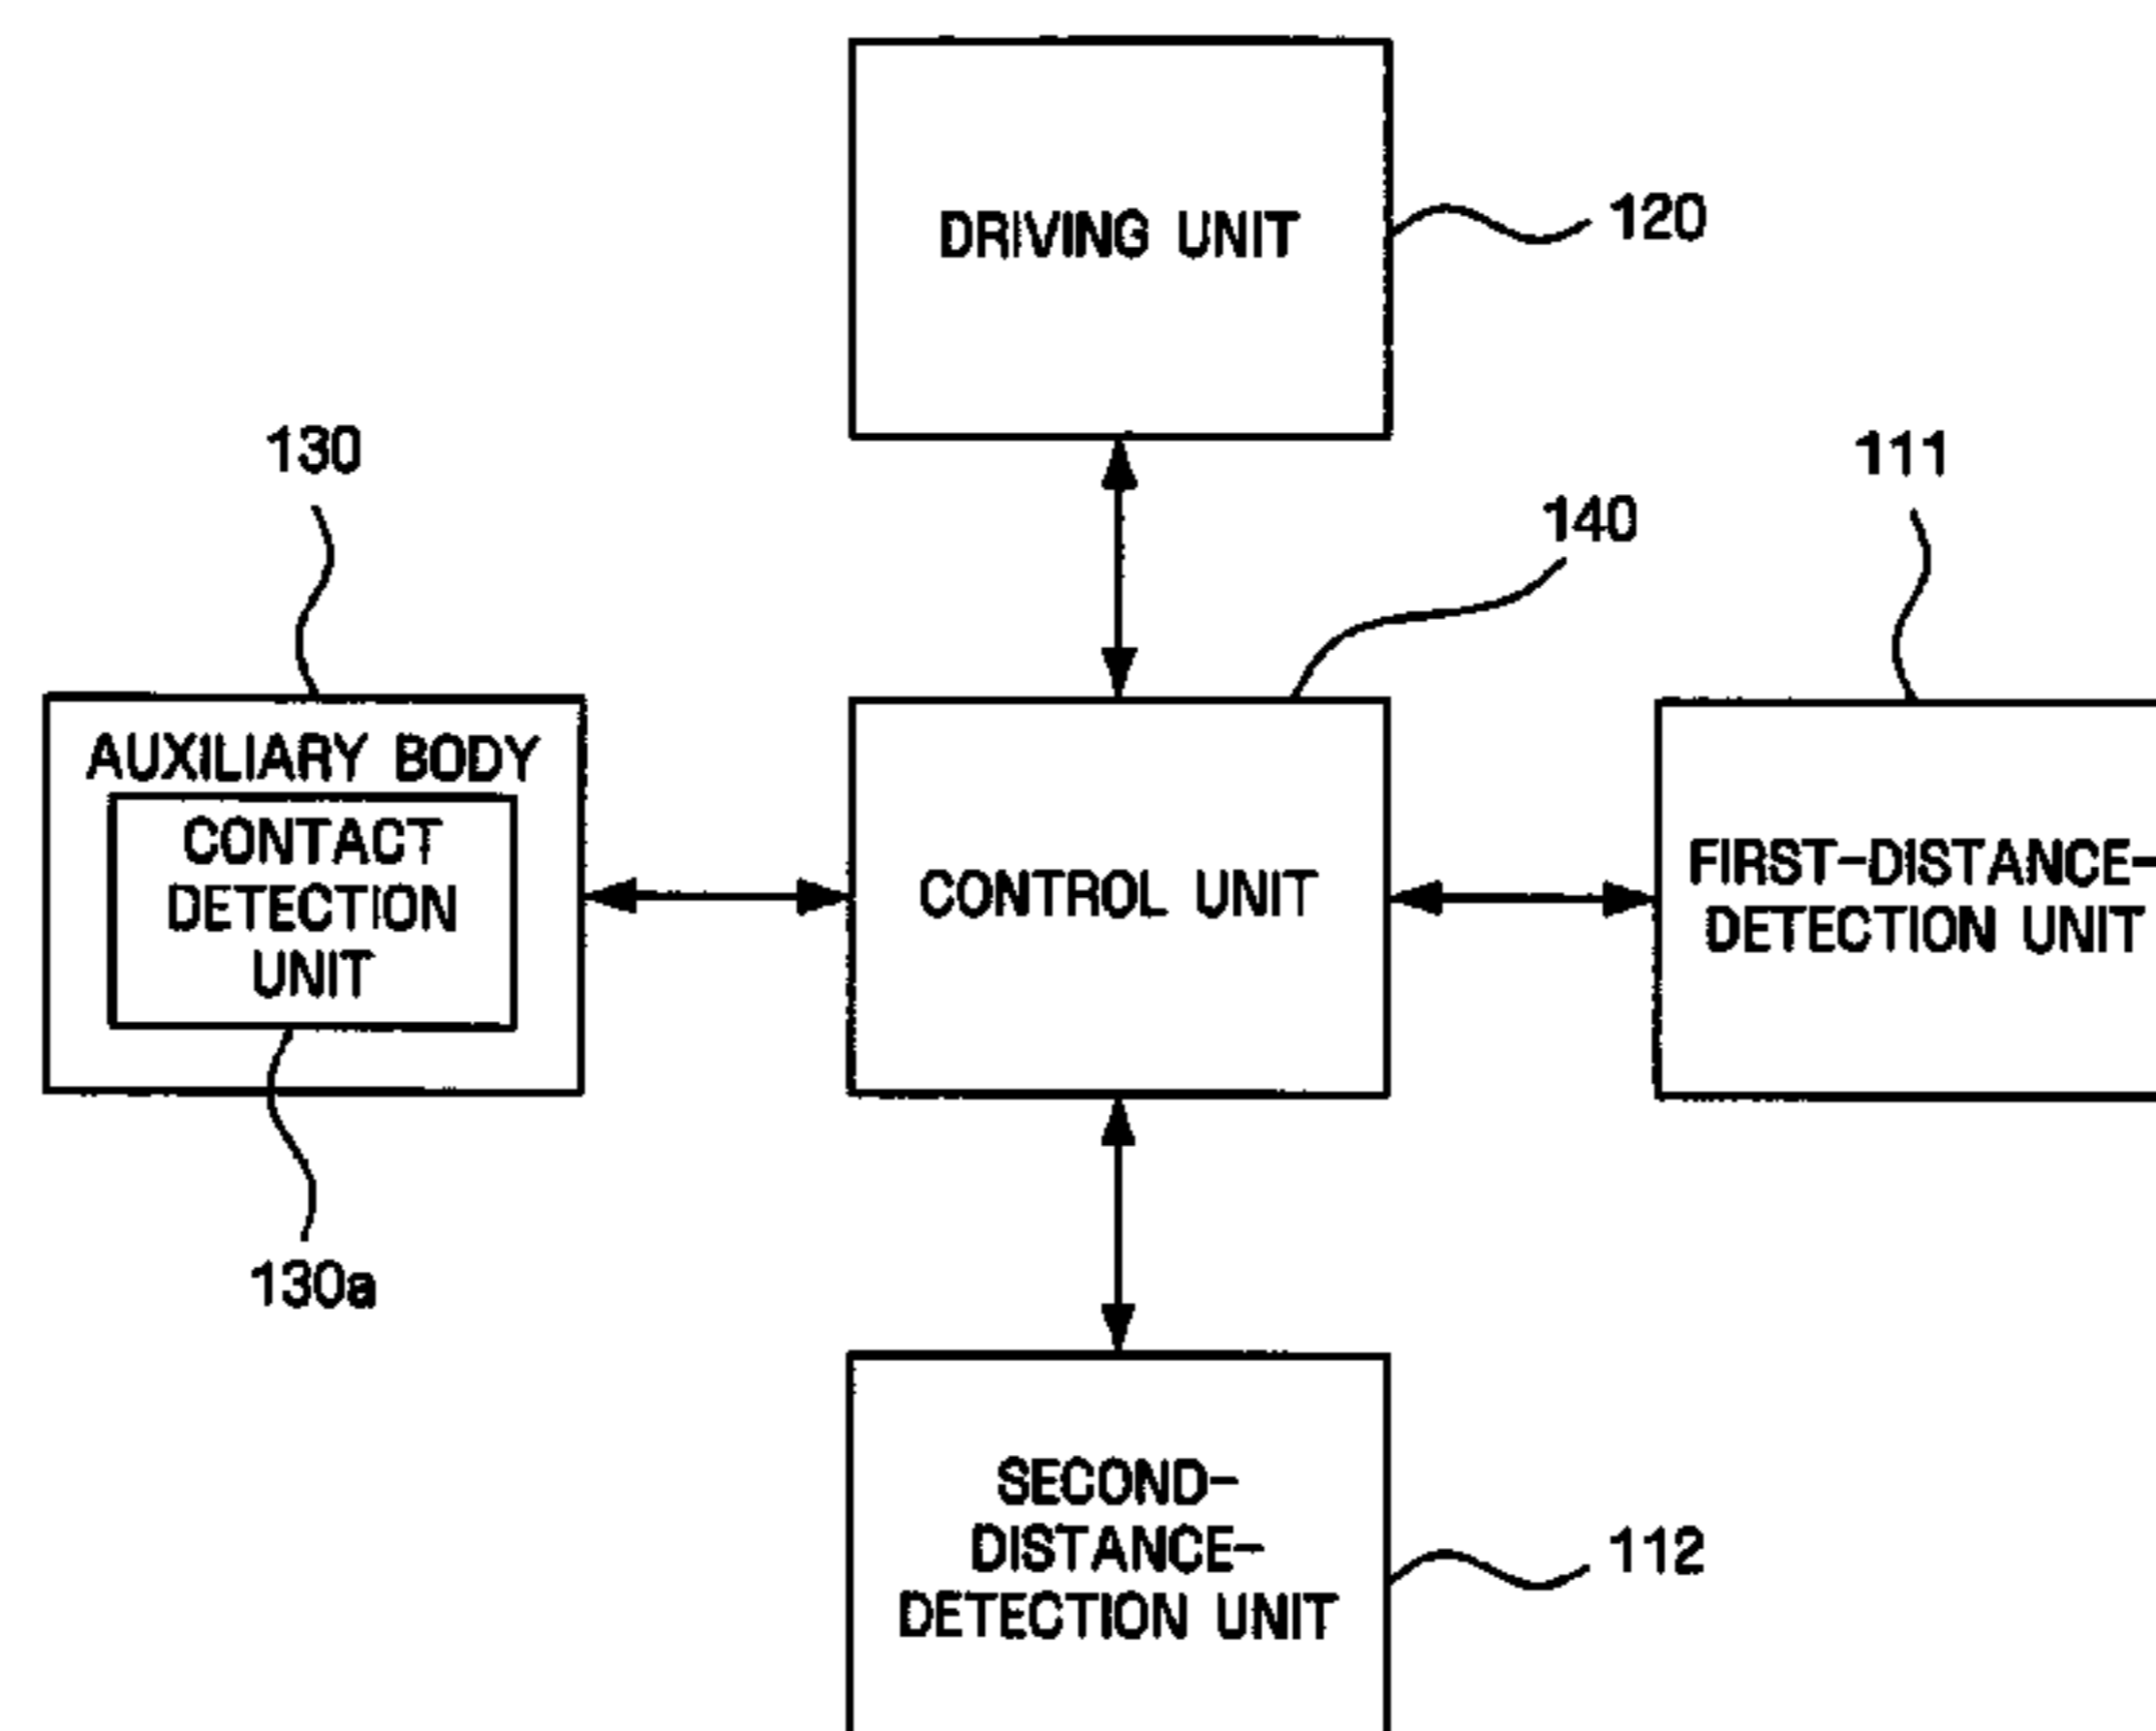 DRIVING UNIT
120
130
111
140
AUXILIARY BODY
CONTACT
DETECTION
UNIT
CONTROL UNIT
FIRST-DISTANCE-
DETECTION UNIT
130a
SECOND-
DISTANCE-
DETECTION UNIT
112